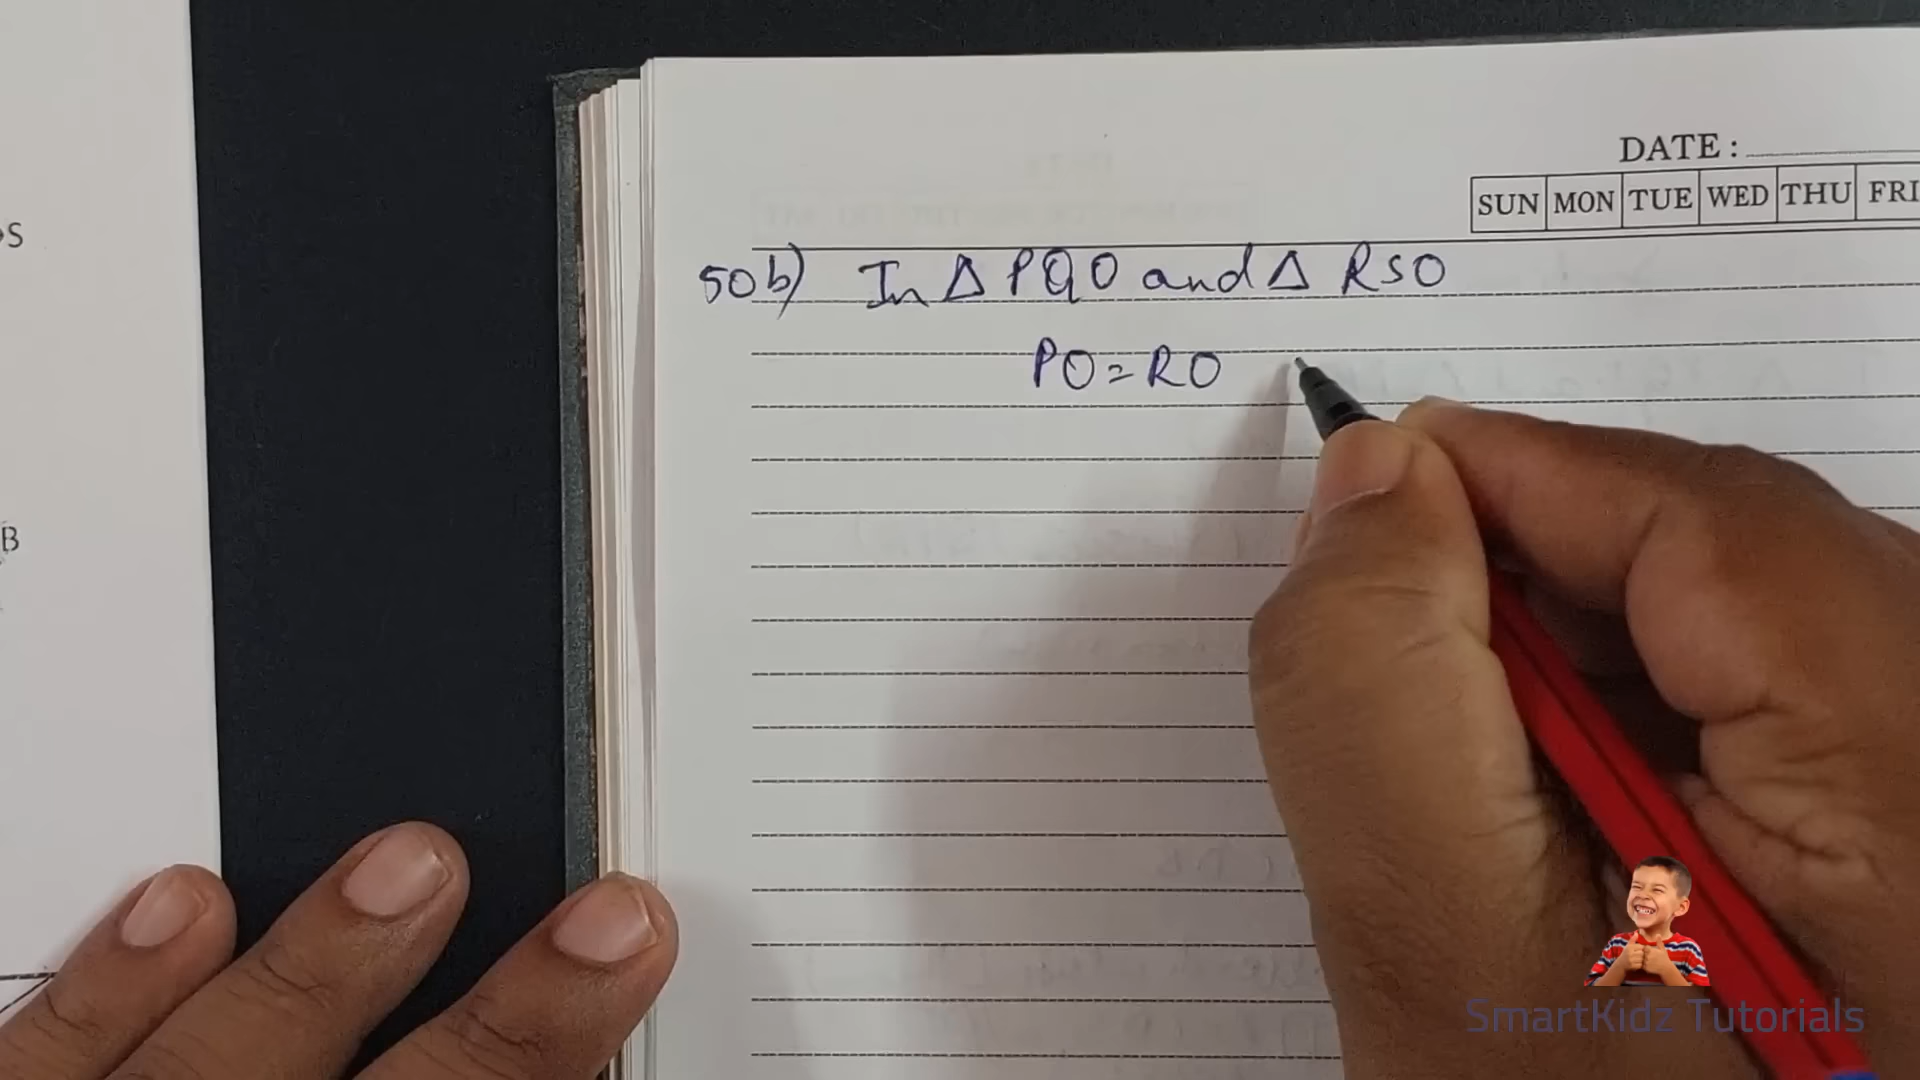 S
B
DATE :
SUN MON TUE WED THU FRI
50b) In Δ PQO and Δ RSO
PO = RO
SmartKidz Tutorials